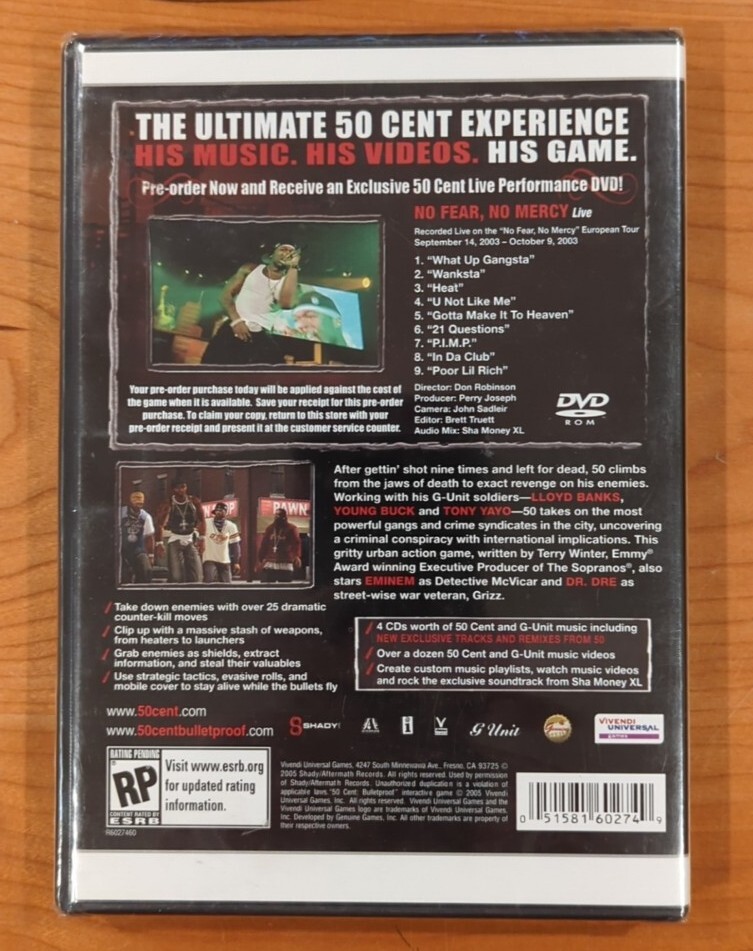 THE ULTIMATE 50 CENT EXPERIENCE
HIS MUSIC. HIS VIDEOS. HIS GAME.
Pre-order Now and Receive an Exclusive 50 Cent Live Performance DVD!
NO FEAR, NO MERCY Live
Recorded Live on the "No Fear, No Mercy" European Tour
September 14, 2003 – October 9, 2003
1. "What Up Gangsta"
2. "Wanksta"
3. "Heat"
4. "U Not Like Me"
5. "Gotta Make It To Heaven"
6. "21 Questions"
7. "P.I.M.P."
8. "In Da Club"
9. "Poor Lil Rich"
Director: Don Robinson
Producer: Perry Joseph
Camera: John Sadleir
Editor: Brett Truett
Audio Mix: Sha Money XL
DVD
ROM
Your pre-order purchase today will be applied against the cost of
the game when it is available. Save your receipt for this pre-order
purchase. To claim your copy, return to this store with your
pre-order receipt and present it at the customer service counter.
PAWN
After gettin' shot nine times and left for dead, 50 climbs
from the jaws of death to exact revenge on his enemies.
Working with his G-Unit soldiers—LLOYD BANKS,
YOUNG BUCK and TONY YAYO—50 takes on the most
powerful gangs and crime syndicates in the city, uncovering
a criminal conspiracy with international implications. This
gritty urban action game, written by Terry Winter, Emmy®
Award winning Executive Producer of The Sopranos®, also
stars EMINEM as Detective McVicar and DR. DRE as
street-wise war veteran, Grizz.
Take down enemies with over 25 dramatic
counter-kill moves
Clip up with a massive stash of weapons,
from heaters to launchers
Grab enemies as shields, extract
information, and steal their valuables
Use strategic tactics, evasive rolls, and
mobile cover to stay alive while the bullets fly
4 CDs worth of 50 Cent and G-Unit music including
NEW EXCLUSIVE TRACKS AND REMIXES FROM 50
Over a dozen 50 Cent and G-Unit music videos
Create custom music playlists, watch music videos
and rock the exclusive soundtrack from Sha Money XL
www.50cent.com
www.50centbulletproof.com
SHADY
G Unit
VIVENDI
UNIVERSAL
GAMES
RATING PENDING
RP
CONTENT RATED BY
ESRB
Visit www.esrb.org
for updated rating
information.
R6027460
Vivendi Universal Games, 4247 South Minnewawa Ave., Fresno, CA 93725 ©
2005 Shady/Aftermath Records. All rights reserved. Used by permission
of Shady/Aftermath Records. Unauthorized duplication is a violation of
applicable laws. "50 Cent: Bulletproof" interactive game © 2005 Vivendi
Universal Games, Inc. All rights reserved. Vivendi Universal Games and the
Vivendi Universal Games logo are trademarks of Vivendi Universal Games,
Inc. Developed by Genuine Games, Inc. All other trademarks are property of
their respective owners.
0 51581 60274 9